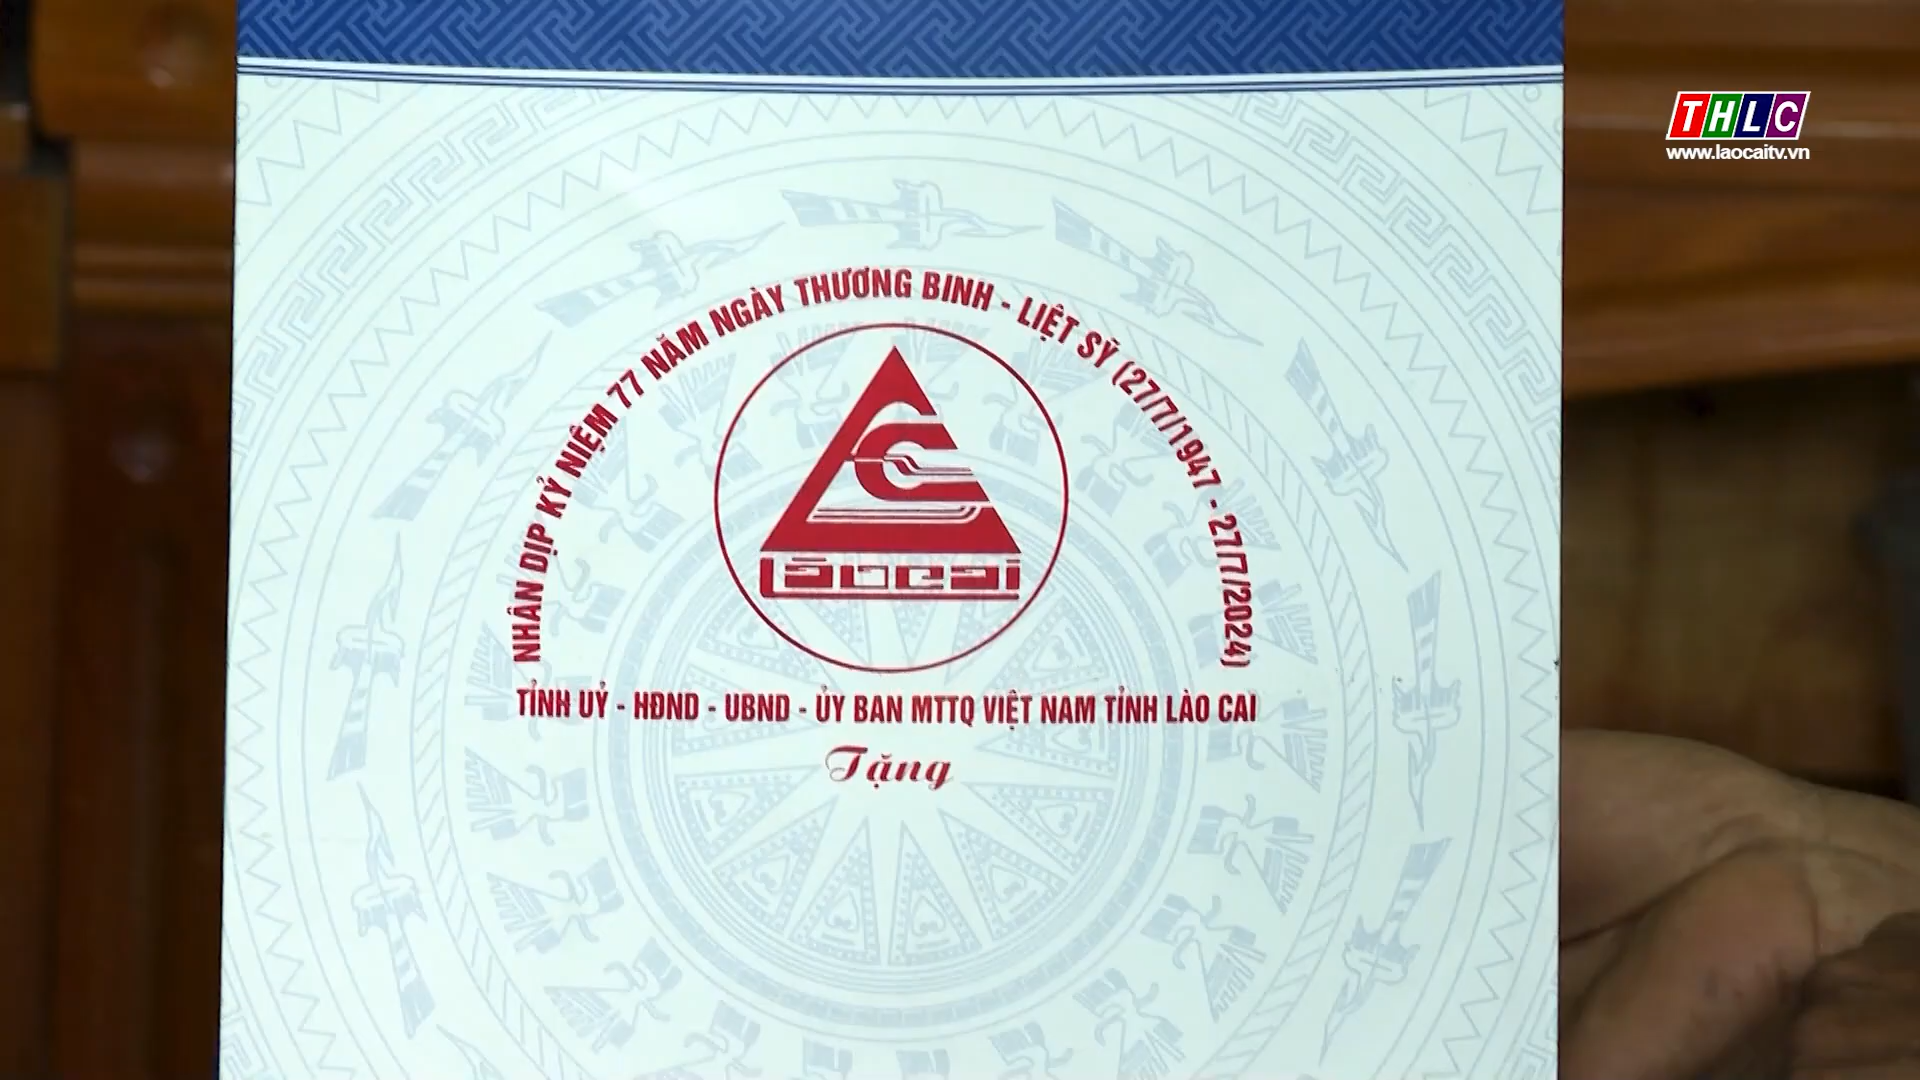 THLC
www.laocaitv.vn
NHÂN DỊP KỶ NIỆM 77 NĂM NGÀY THƯƠNG BINH - LIỆT SỸ (27/7/1947 - 27/7/2024)
Làocai
TỈNH UỶ - HĐND - UBND - ỦY BAN MTTQ VIỆT NAM TỈNH LÀO CAI
Tặng